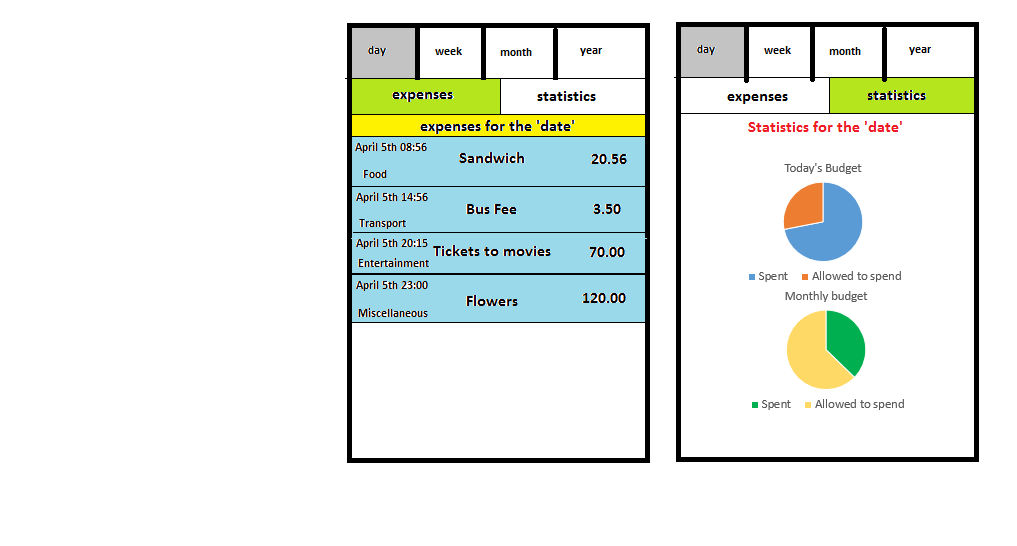 day week month year
expenses statistics
expenses for the 'date'
April 5th 08:56
Sandwich 20.56
Food
April 5th 14:56
Bus Fee 3.50
Transport
April 5th 20:15
Tickets to movies 70.00
Entertainment
April 5th 23:00
Flowers 120.00
Miscellaneous
day week month year
expenses statistics
Statistics for the 'date'
Today's Budget
Spent Allowed to spend
Monthly budget
Spent Allowed to spend